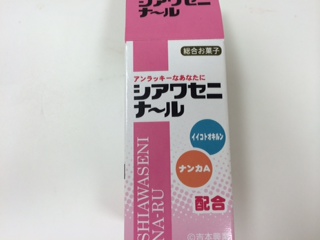 シアワセニ
ナ〜ル
総合お菓子
アンラッキーなあなたに
シアワセニ
ナ〜ル
イイコトオキルン
ナンカA
配合
SHIAWASENI
NA-RU